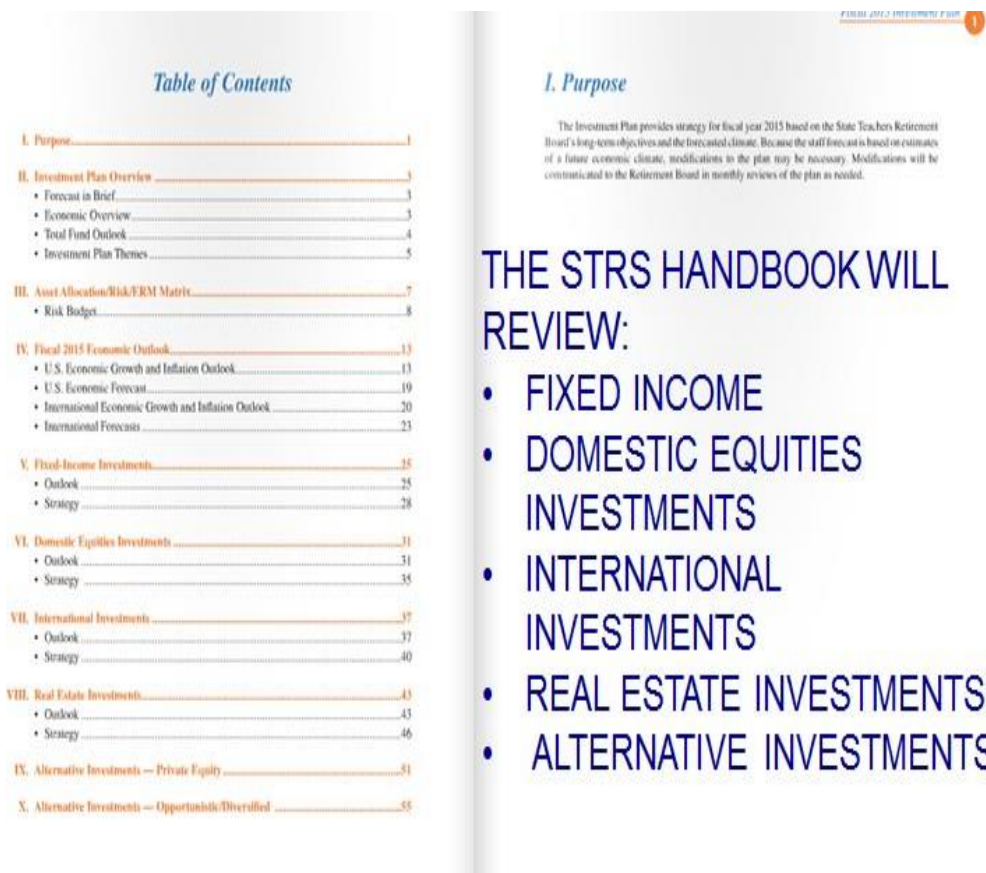 Table of Contents
I. Purpose 1
II. Investment Plan Overview 3
• Forecast in Brief 3
• Economic Overview 3
• Total Fund Outlook 4
• Investment Plan Themes 5
III. Asset Allocation/Risk/FRM Matrix 7
• Risk Budget 8
IV. Fiscal 2015 Economic Outlook 13
• U.S. Economic Growth and Inflation Outlook 13
• U.S. Economic Forecast 19
• International Economic Growth and Inflation Outlook 20
• International Forecasts 23
V. Fixed-Income Investments 25
• Outlook 25
• Strategy 28
VI. Domestic Equities Investments 31
• Outlook 31
• Strategy 35
VII. International Investments 37
• Outlook 37
• Strategy 40
VIII. Real Estate Investments 43
• Outlook 43
• Strategy 46
IX. Alternative Investments — Private Equity 51
X. Alternative Investments — Opportunistic/Diversified 55
Fiscal 2015 Investment Plan 1
I. Purpose
The Investment Plan provides strategy for fiscal year 2015 based on the State Teachers Retirement
Board's long-term objectives and the forecasted climate. Because the staff forecast is based on estimates
of a future economic climate, modifications to the plan may be necessary. Modifications will be
communicated to the Retirement Board in monthly reviews of the plan as needed.
THE STRS HANDBOOK WILL
REVIEW:
• FIXED INCOME
• DOMESTIC EQUITIES
INVESTMENTS
• INTERNATIONAL
INVESTMENTS
• REAL ESTATE INVESTMENTS
• ALTERNATIVE INVESTMENTS